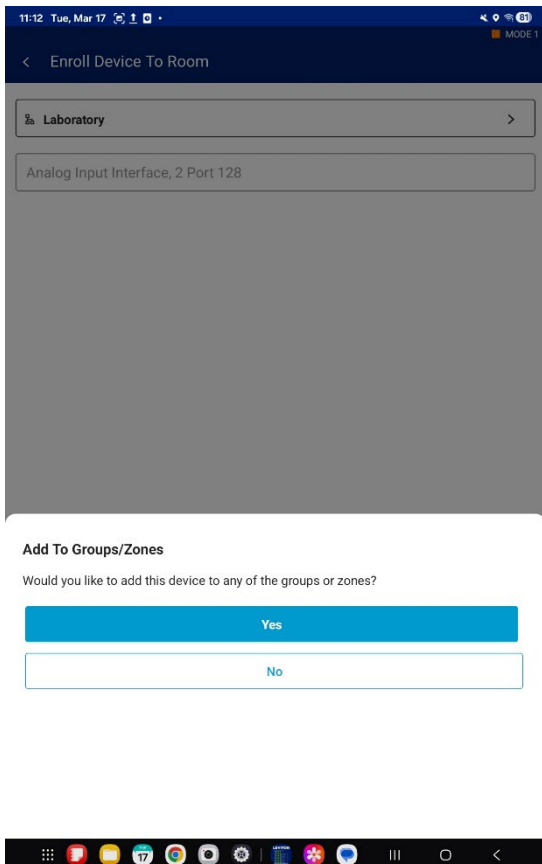 11:12 Tue, Mar 17
81
MODE 1
Enroll Device To Room
Laboratory
Analog Input Interface, 2 Port 128
Add To Groups/Zones
Would you like to add this device to any of the groups or zones?
Yes
No
17
LEVITON